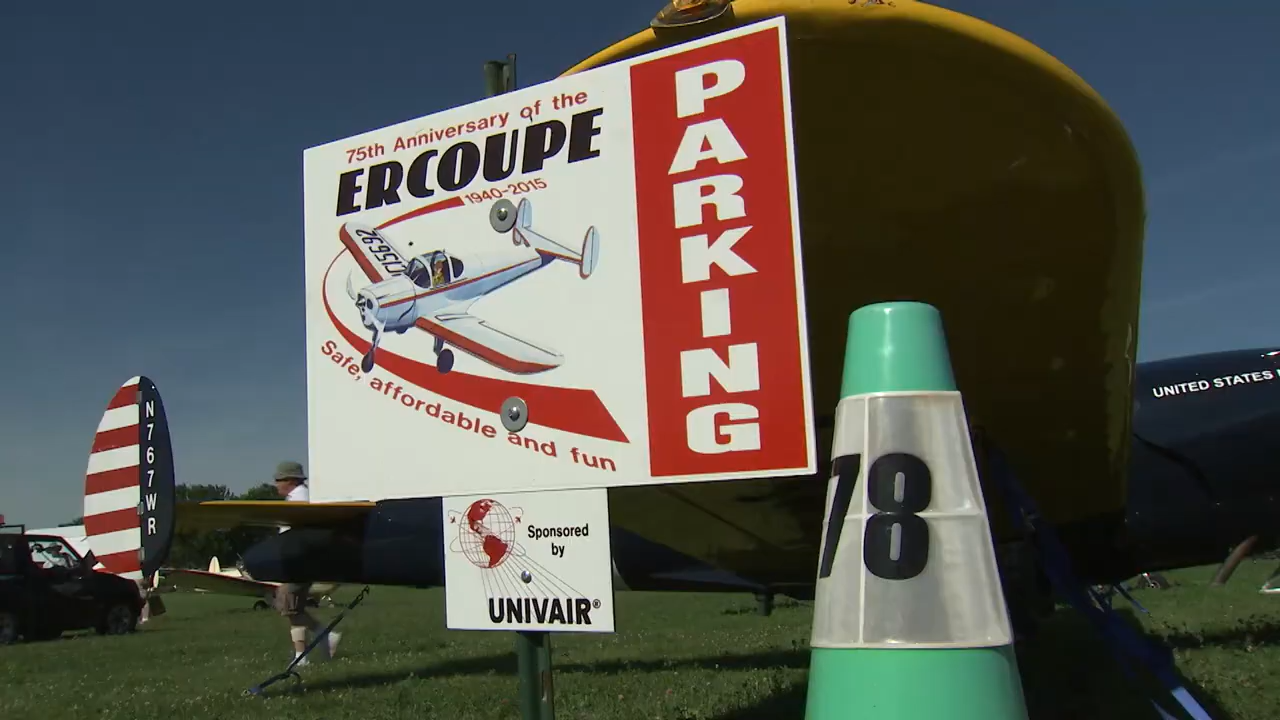 75th Anniversary of the
ERCOUPE
1940-2015
Safe, affordable and fun
PARKING
Sponsored
by
UNIVAIR®
78
N767WR
UNITED STATES